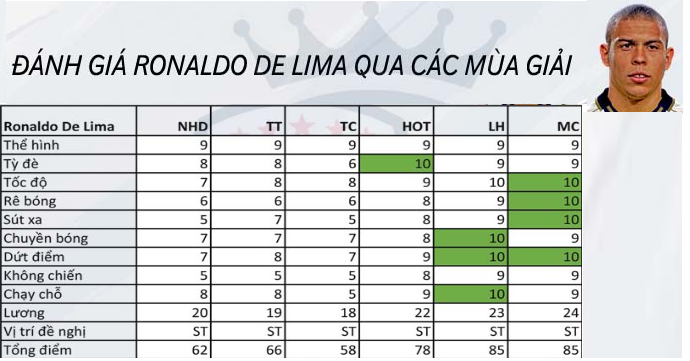 ĐÁNH GIÁ RONALDO DE LIMA QUA CÁC MÙA GIẢI
Ronaldo De Lima NHD TT TC HOT LH MC
Thể hình 9 9 9 9 9 9
Tỳ đè 8 8 6 10 9 9
Tốc độ 7 8 8 9 10 10
Rê bóng 6 6 6 8 9 10
Sút xa 5 7 5 8 9 10
Chuyền bóng 7 7 7 8 10 9
Dứt điểm 7 8 7 9 10 10
Không chiến 5 5 5 8 9 9
Chạy chỗ 8 8 5 9 10 9
Lương 20 19 18 22 23 24
Vị trí đề nghị ST ST ST ST ST ST
Tổng điểm 62 66 58 78 85 85